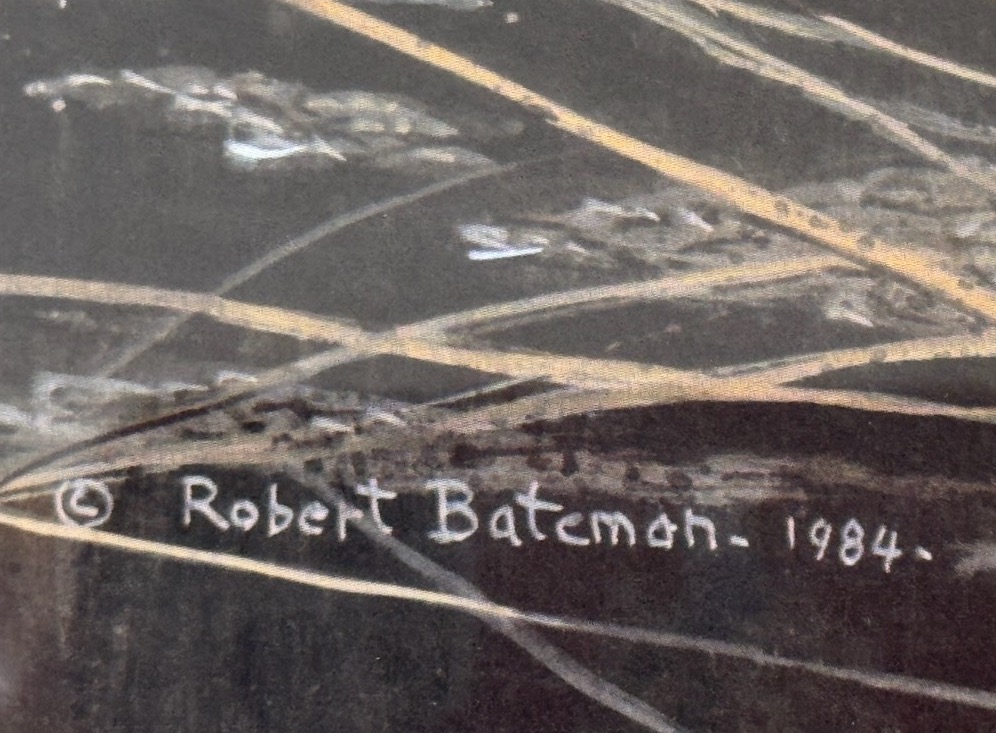 © Robert Bateman- 1984-